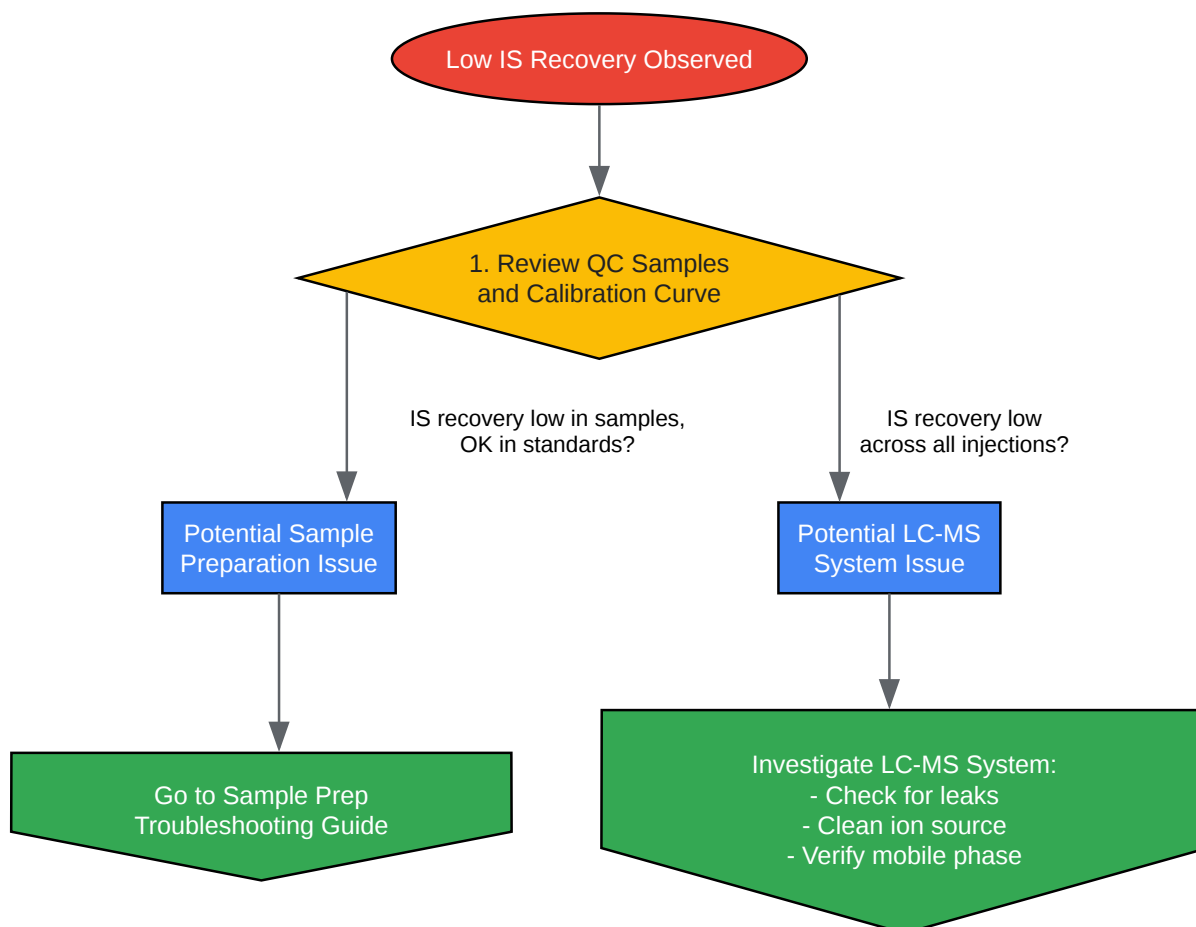 Low IS Recovery Observed
1. Review QC Samples
and Calibration Curve
IS recovery low in samples,
OK in standards?
IS recovery low
across all injections?
Potential Sample
Preparation Issue
Potential LC-MS
System Issue
Go to Sample Prep
Troubleshooting Guide
Investigate LC-MS System:
- Check for leaks
- Clean ion source
- Verify mobile phase